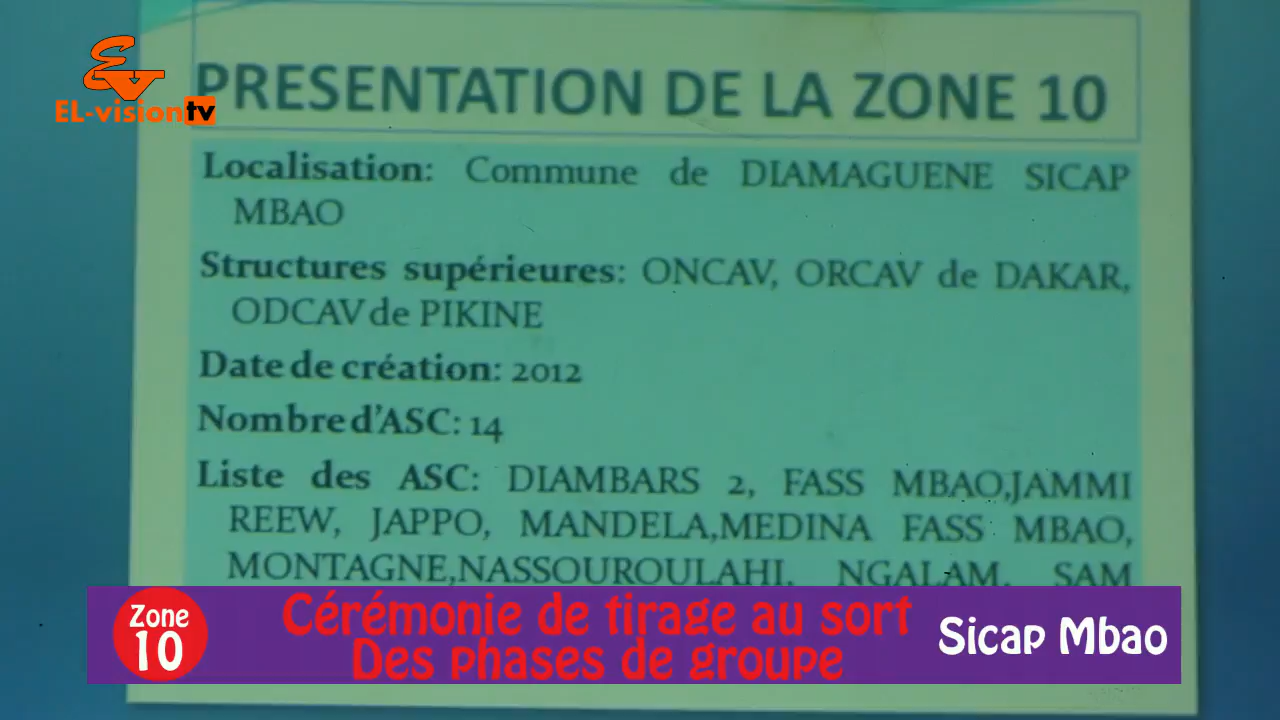 EV
EL-visiontv
PRESENTATION DE LA ZONE 10
Localisation: Commune de DIAMAGUENE SICAP
MBAO
Structures supérieures: ONCAV, ORCAV de DAKAR,
ODCAV de PIKINE
Date de création: 2012
Nombre d'ASC: 14
Liste des ASC: DIAMBARS 2, FASS MBAO,JAMMI
REEW, JAPPO, MANDELA,MEDINA FASS MBAO,
MONTAGNE,NASSOUROULAHI, NGALAM, SAM
Zone
10
Cérémonie de tirage au sort
Des phases de groupe
Sicap Mbao